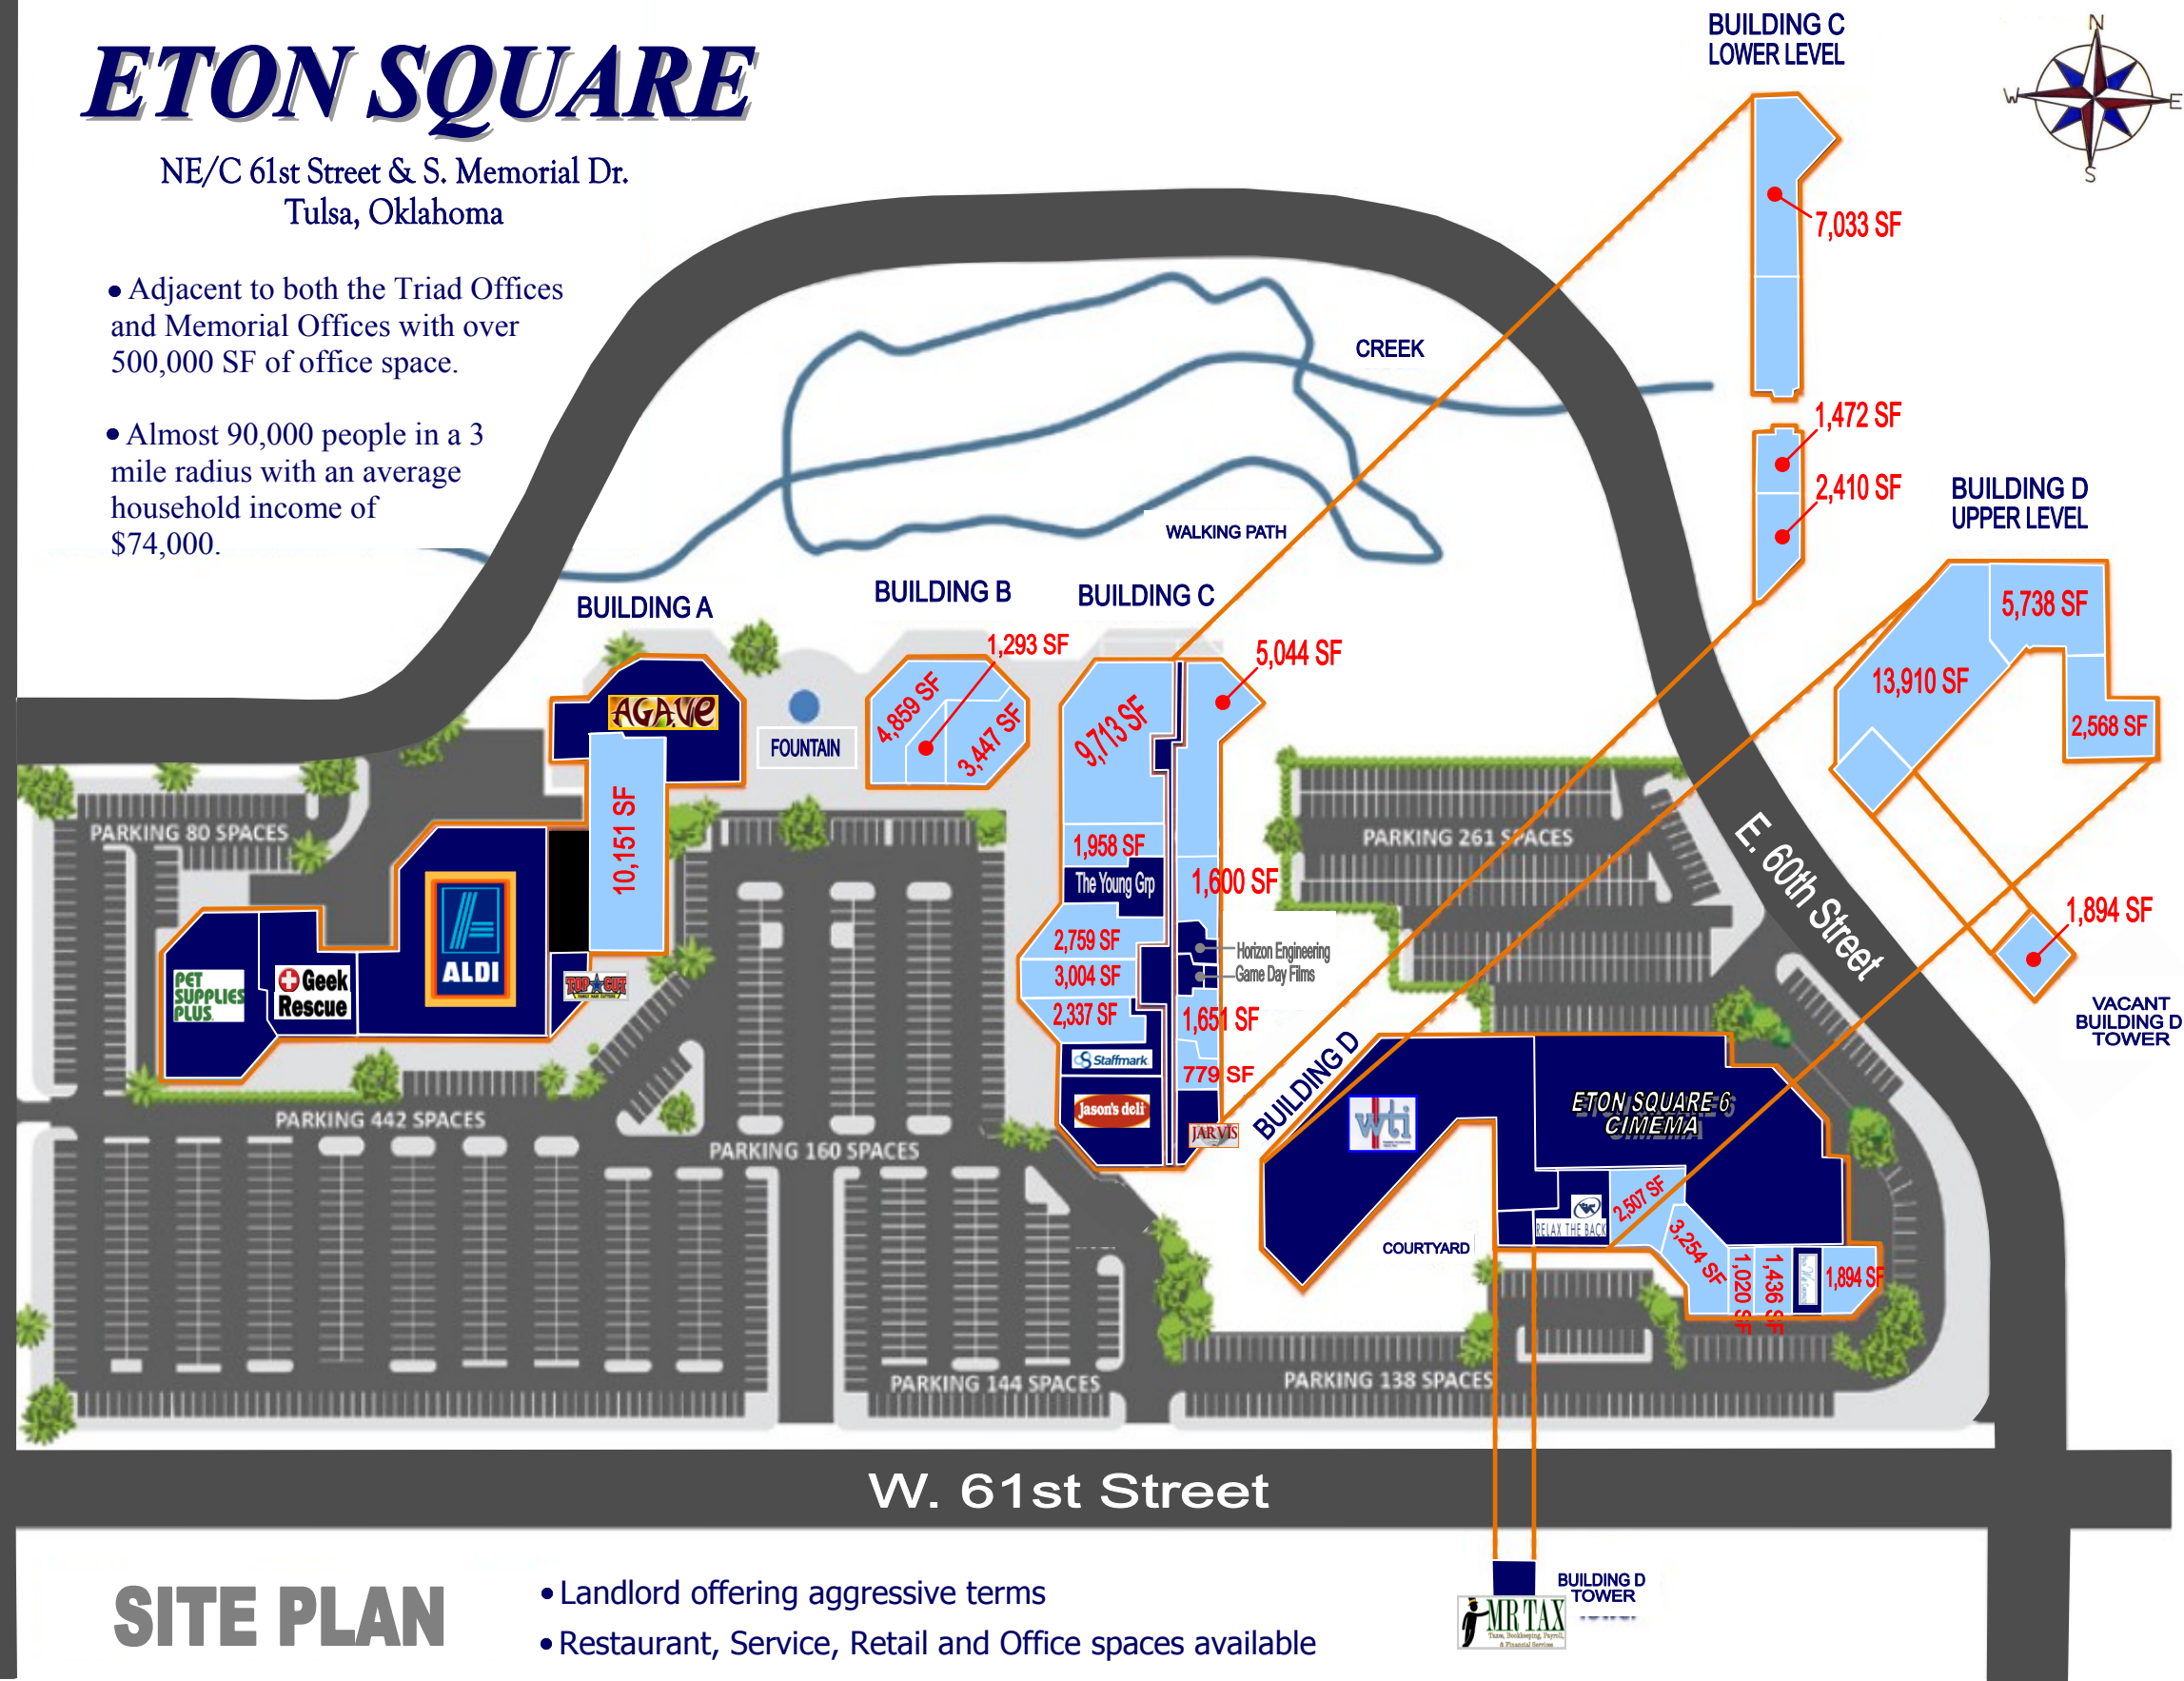 ETON SQUARE
NE/C 61st Street & S. Memorial Dr.
Tulsa, Oklahoma
• Adjacent to both the Triad Offices
and Memorial Offices with over
500,000 SF of office space.
• Almost 90,000 people in a 3
mile radius with an average
household income of
$74,000.
BUILDING C
LOWER LEVEL
N
W
E
S
7,033 SF
1,472 SF
2,410 SF
CREEK
WALKING PATH
BUILDING D
UPPER LEVEL
5,738 SF
13,910 SF
2,568 SF
1,894 SF
VACANT
BUILDING D
TOWER
BUILDING A
AGAVE
10,151 SF
FOUNTAIN
BUILDING B
1,293 SF
4,859 SF
3,447 SF
BUILDING C
5,044 SF
9,713 SF
1,958 SF
The Young Grp
1,600 SF
2,759 SF
Horizon Engineering
3,004 SF
Game Day Films
2,337 SF
1,651 SF
Staffmark
779 SF
Jason's deli
JARVIS
PARKING 80 SPACES
PET
SUPPLIES
PLUS
Geek
Rescue
ALDI
TOP CUT
PARKING 442 SPACES
PARKING 160 SPACES
PARKING 261 SPACES
E. 60th Street
BUILDING D
wti
ETON SQUARE 6
CIMEMA
RELAX THE BACK
2,507 SF
3,254 SF
1,020 SF
1,436 SF
1,894 SF
COURTYARD
PARKING 144 SPACES
PARKING 138 SPACES
W. 61st Street
SITE PLAN
• Landlord offering aggressive terms
• Restaurant, Service, Retail and Office spaces available
BUILDING D
TOWER
MR TAX
Taxes, Bookkeeping, Payroll,
& Financial Services